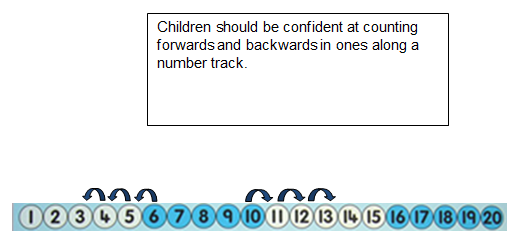 Children should be confident at counting
forwards and backwards in ones along a
number track.
1 2 3 4 5 6 7 8 9 10 11 12 13 14 15 16 17 18 19 20